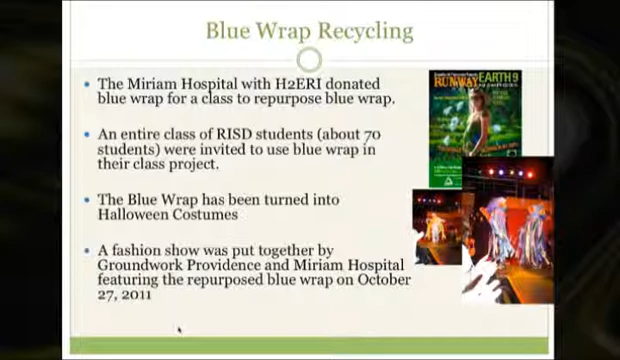 Blue Wrap Recycling
• The Miriam Hospital with H2ERI donated
blue wrap for a class to repurpose blue wrap.
• An entire class of RISD students (about 70
students) were invited to use blue wrap in
their class project.
• The Blue Wrap has been turned into
Halloween Costumes
• A fashion show was put together by
Groundwork Providence and Miriam Hospital
featuring the repurposed blue wrap on October
27, 2011
RUNWAY EARTH 9